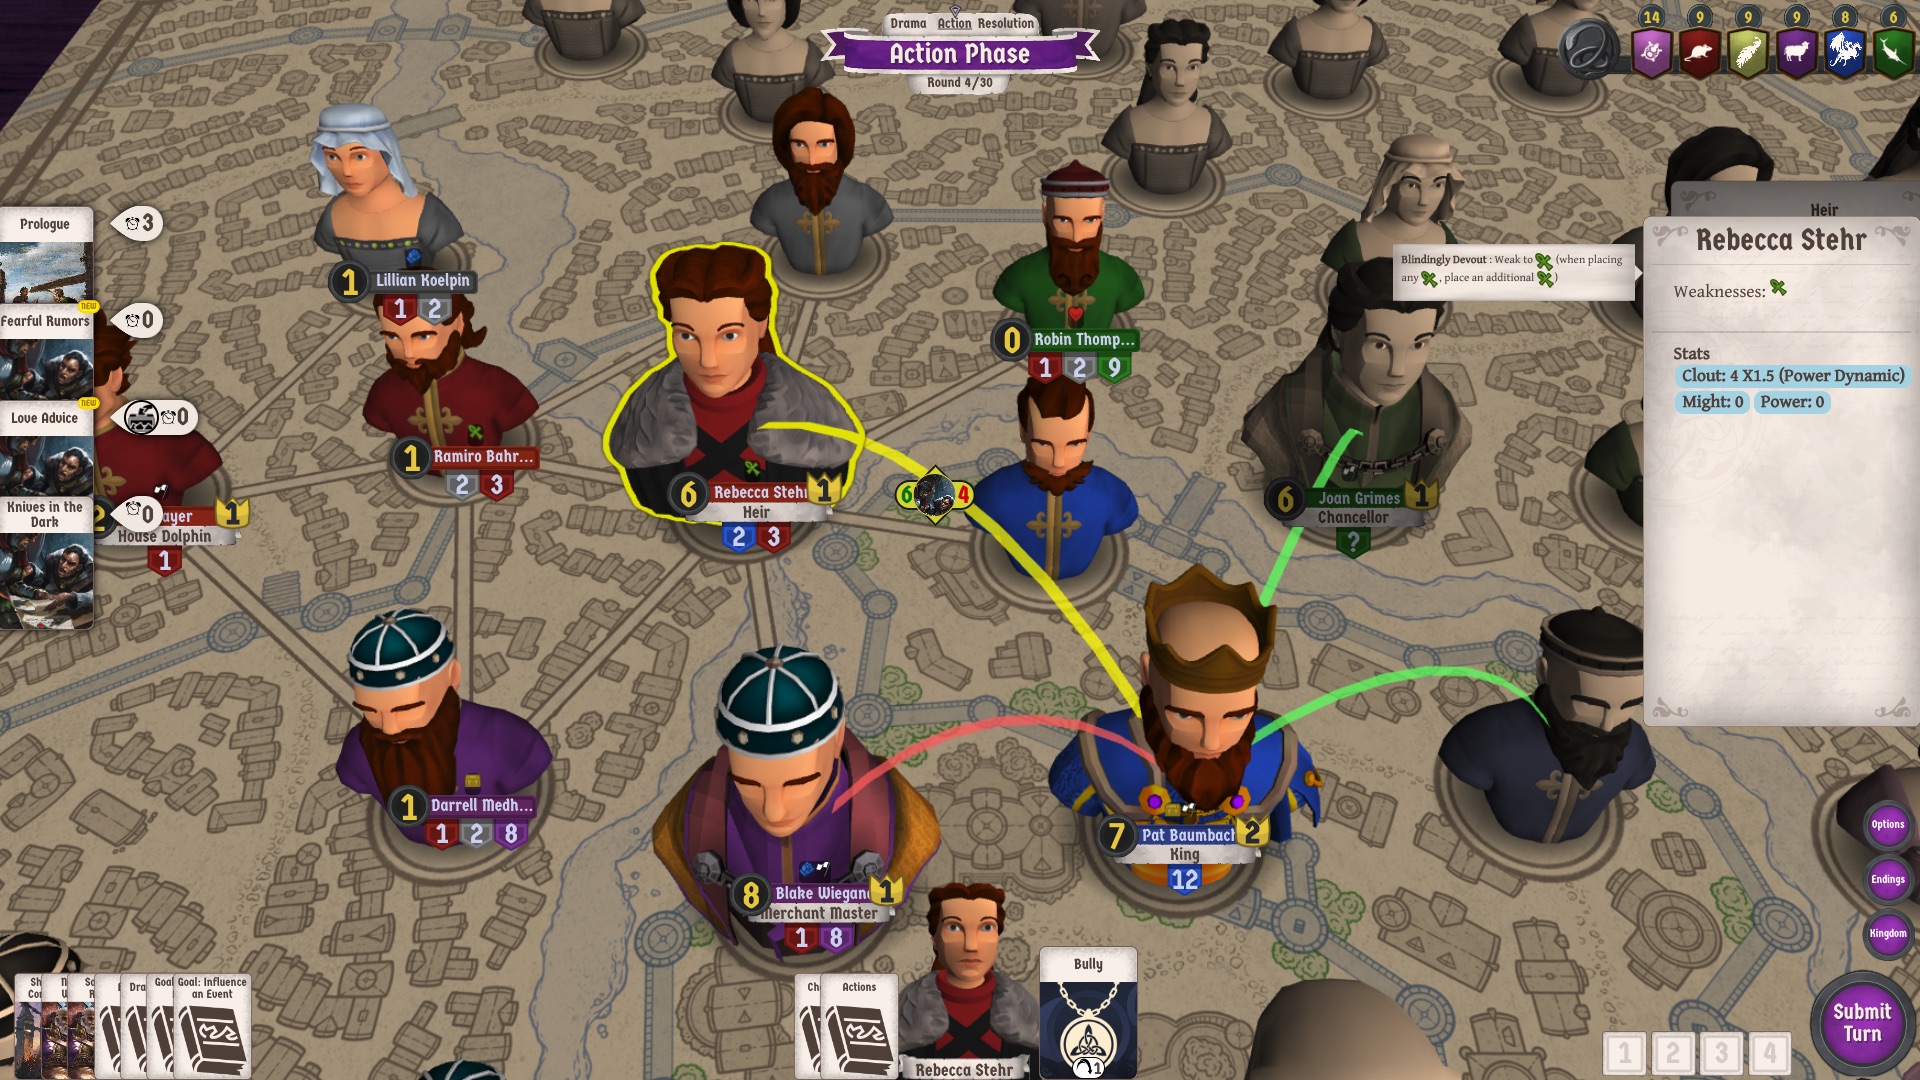 Drama Action Resolution
Action Phase
Round 4/30
14 9 9 9 8 6
Prologue
3
NEW
Fearful Rumors
0
NEW
Love Advice
0
Knives in the
Dark
0
1 Lillian Koelpin
1 2
1 Ramiro Bahr...
2 3
ayer 1
House Dolphin
1
6 Rebecca Stehr 1
Heir
2 3
6 4
0 Robin Thomp...
1 2 9
6 Joan Grimes 1
Chancellor
?
1 Darrell Medh...
1 2 8
8 Blake Wiegan 1
Merchant Master
1 8
7 Pat Baumbach 2
King
12
Blindingly Devout : Weak to (when placing
any , place an additional )
Heir
Rebecca Stehr
Weaknesses:
Stats
Clout: 4 X1.5 (Power Dynamic)
Might: 0 Power: 0
Options
Endings
Kingdom
Submit
Turn
1 2 3 4
Goal: Influence
an Event
Actions
Rebecca Stehr
Bully
1